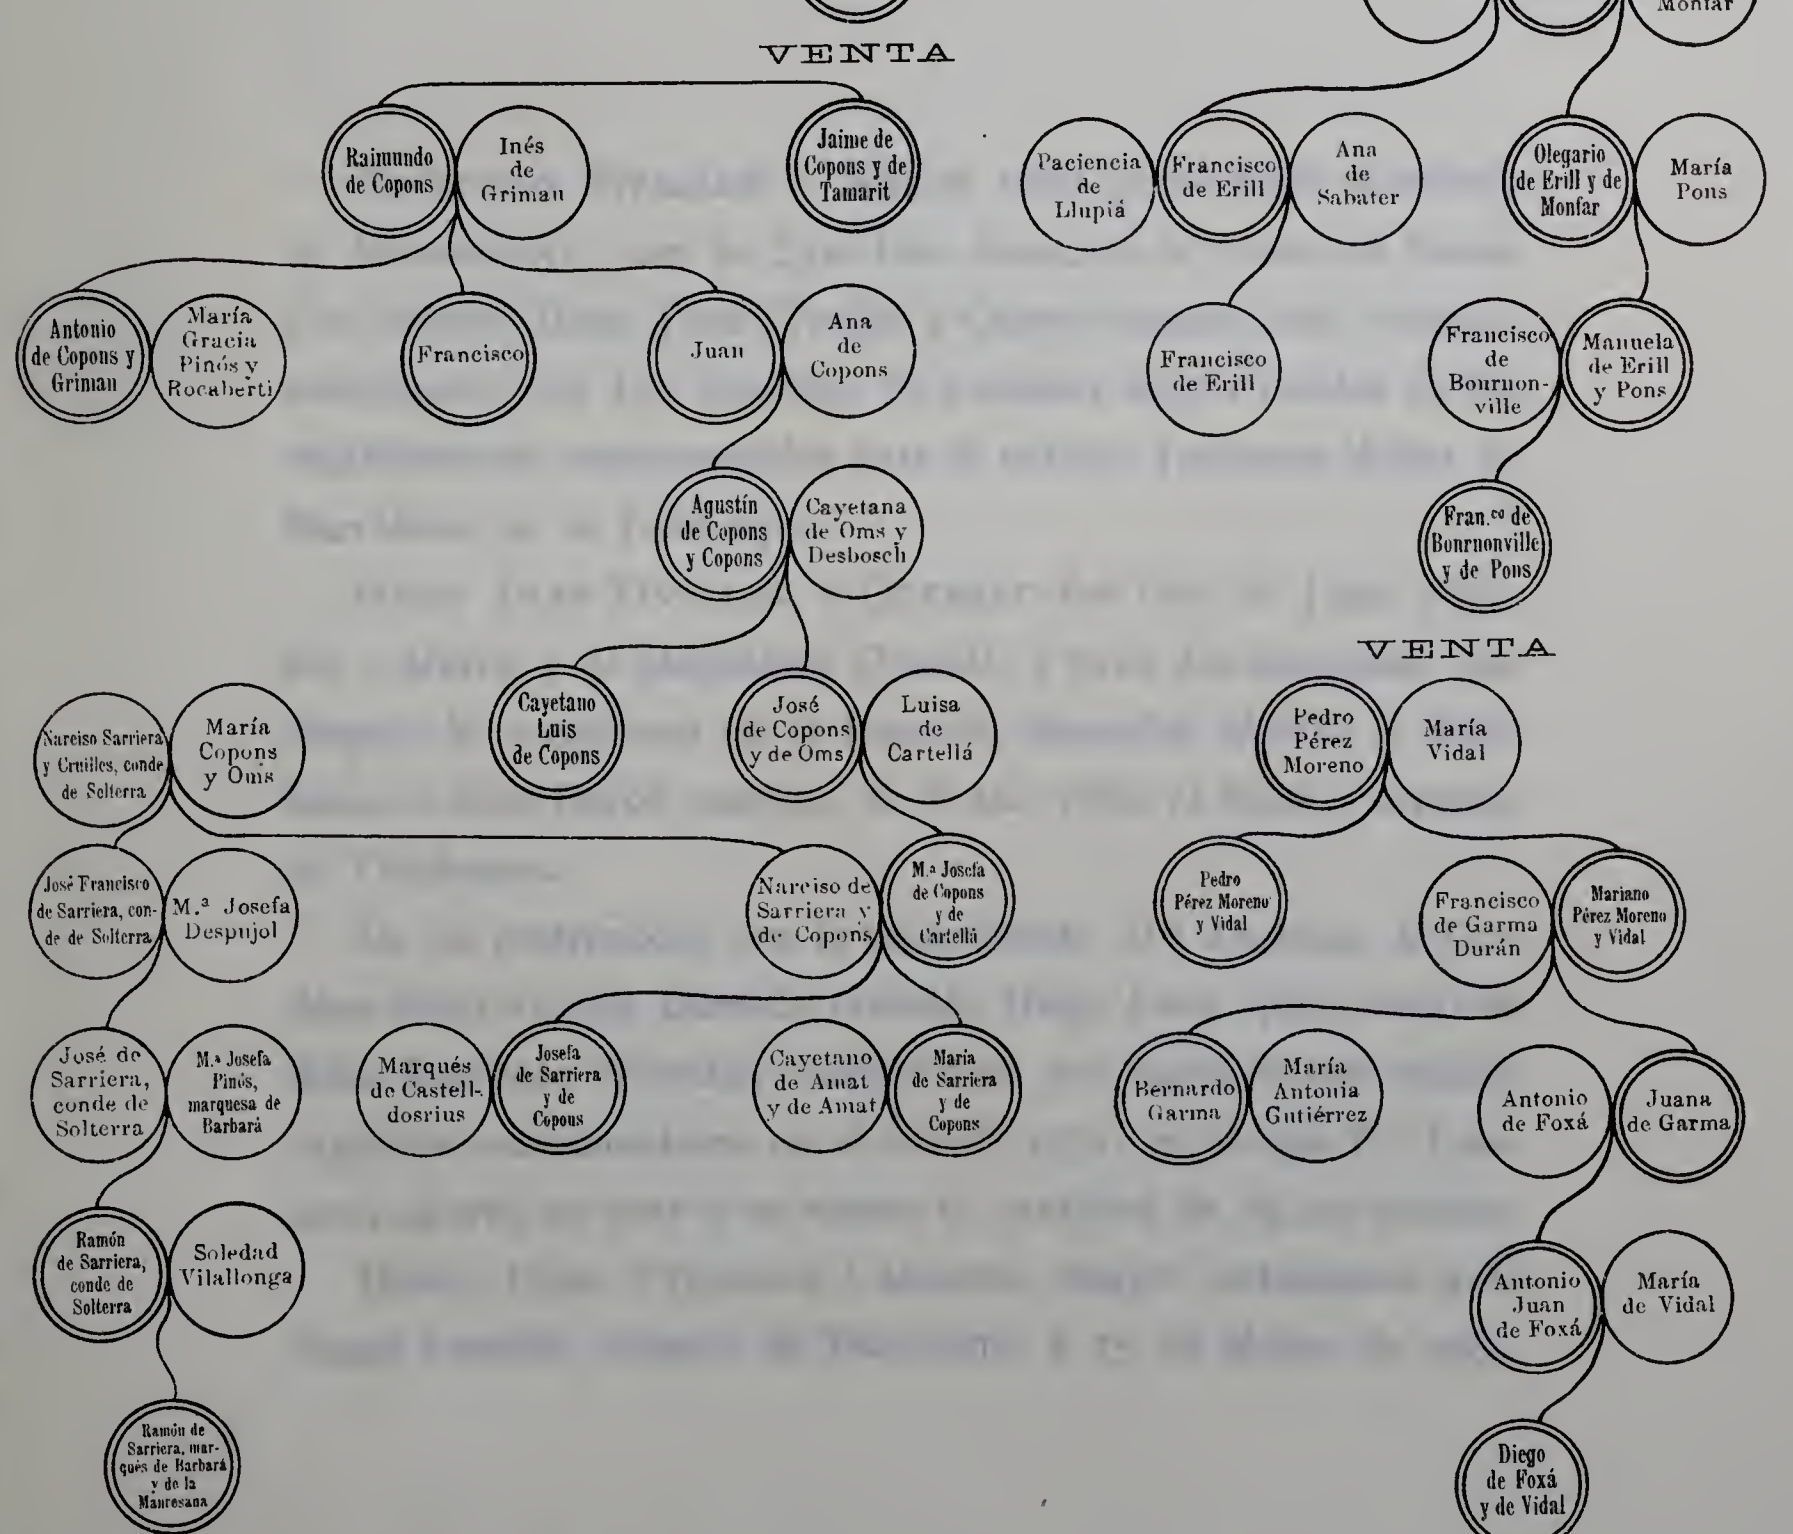 Monfar
VENTA
Raimundo
de Copons
Inés
de
Griman
Jaime de
Copons y de
Tamarit
Paciencia
de
Llupiá
Francisco
de Erill
Ana
de
Sabater
Olegario
de Erill y de
Monfar
María
Pons
Antonio
de Copons y
Griman
María
Gracia
Pinós y
Rocaberti
Francisco
Juan
Ana
de
Copons
Francisco
de Erill
Francisco
de
Bournon-
ville
Manuela
de Erill
y Pons
Agustín
de Copons
y Copons
Cayetana
de Oms y
Desbosch
Fran.co de
Bournonville
y de Pons
VENTA
Narciso Sarriera
y Cruilles, conde
de Solterra
María
Copons
y Oms
Cayetano
Luis
de Copons
José
de Copons
y de Oms
Luisa
de
Cartellá
Pedro
Pérez
Moreno
María
Vidal
José Francisco
de Sarriera, con-
de de Solterra
M.ª Josefa
Despujol
Narciso de
Sarriera y
de Copons
M.ª Josefa
de Copons
y de
Cartellá
Pedro
Pérez Moreno
y Vidal
Francisco
de Garma
Durán
Mariano
Pérez Moreno
y Vidal
José de
Sarriera,
conde de
Solterra
M.ª Josefa
Pinós,
marquesa de
Barbará
Marqués
de Castell-
dosrius
Josefa
de Sarriera
y de
Copons
Cayetano
de Amat
y de Amat
María
de Sarriera
y de
Copons
Bernardo
Garma
María
Antonia
Gutiérrez
Antonio
de Foxá
Juana
de Garma
Ramón
de Sarriera,
conde de
Solterra
Soledad
Vilallonga
Antonio
Juan
de Foxá
María
de Vidal
Ramón de
Sarriera, mar-
qués de Barbará
y de la
Manresana
Diego
de Foxá
y de Vidal